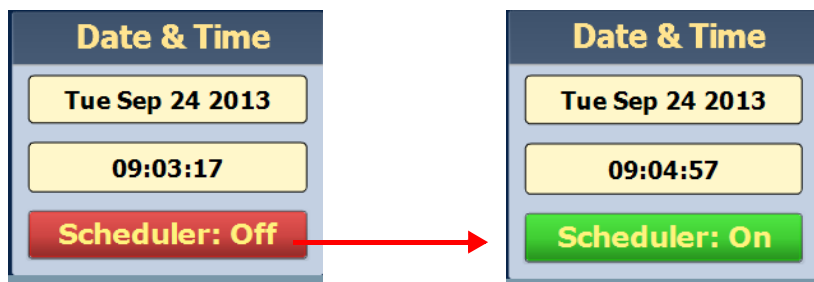 Date & Time
Tue Sep 24 2013
09:03:17
Scheduler: Off
Date & Time
Tue Sep 24 2013
09:04:57
Scheduler: On